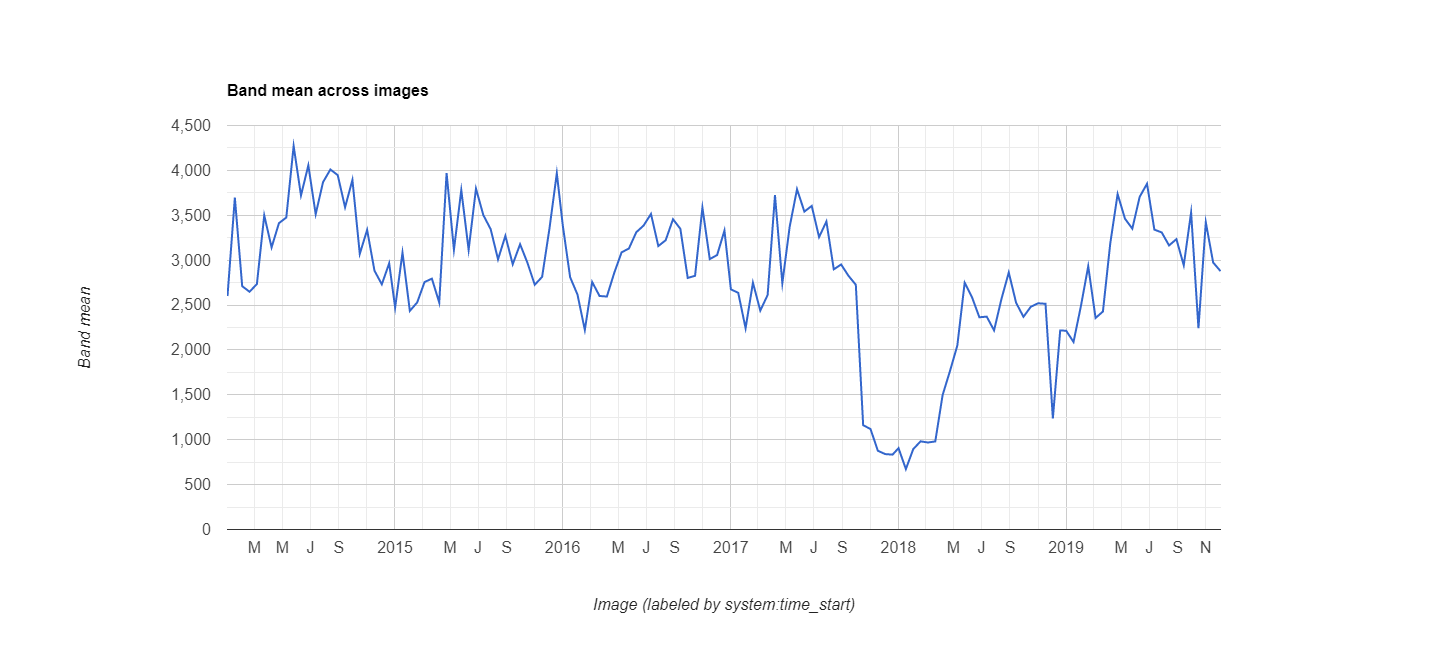 Band mean across images
4,500
4,000
3,500
3,000
2,500
2,000
1,500
1,000
500
0
Band mean
M M J S 2015 M J S 2016 M J S 2017 M J S 2018 M J S 2019 M J S N
Image (labeled by system:time_start)